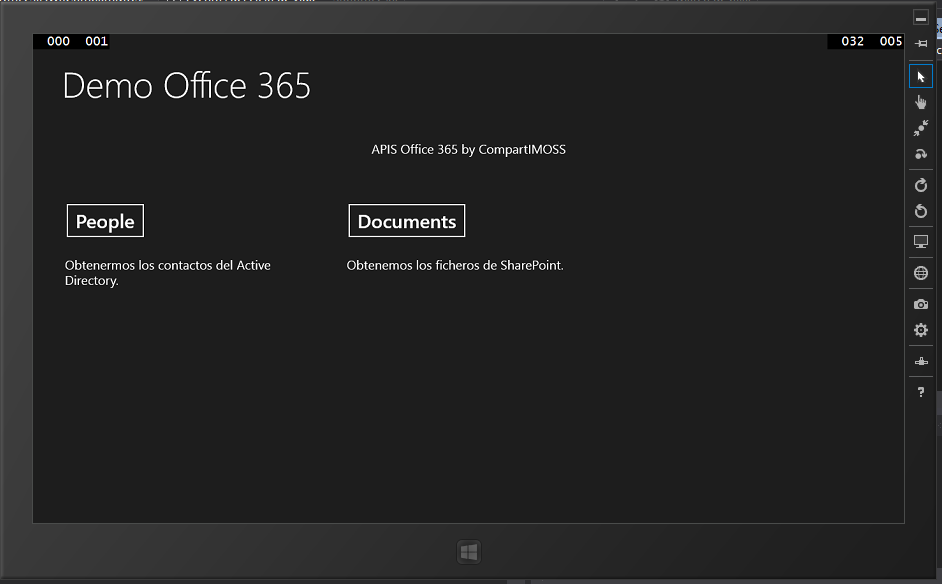 000 001 032 005
Demo Office 365
APIS Office 365 by CompartIMOSS
People Documents
Obtenermos los contactos del Active
Directory.
Obtenemos los ficheros de SharePoint.
?